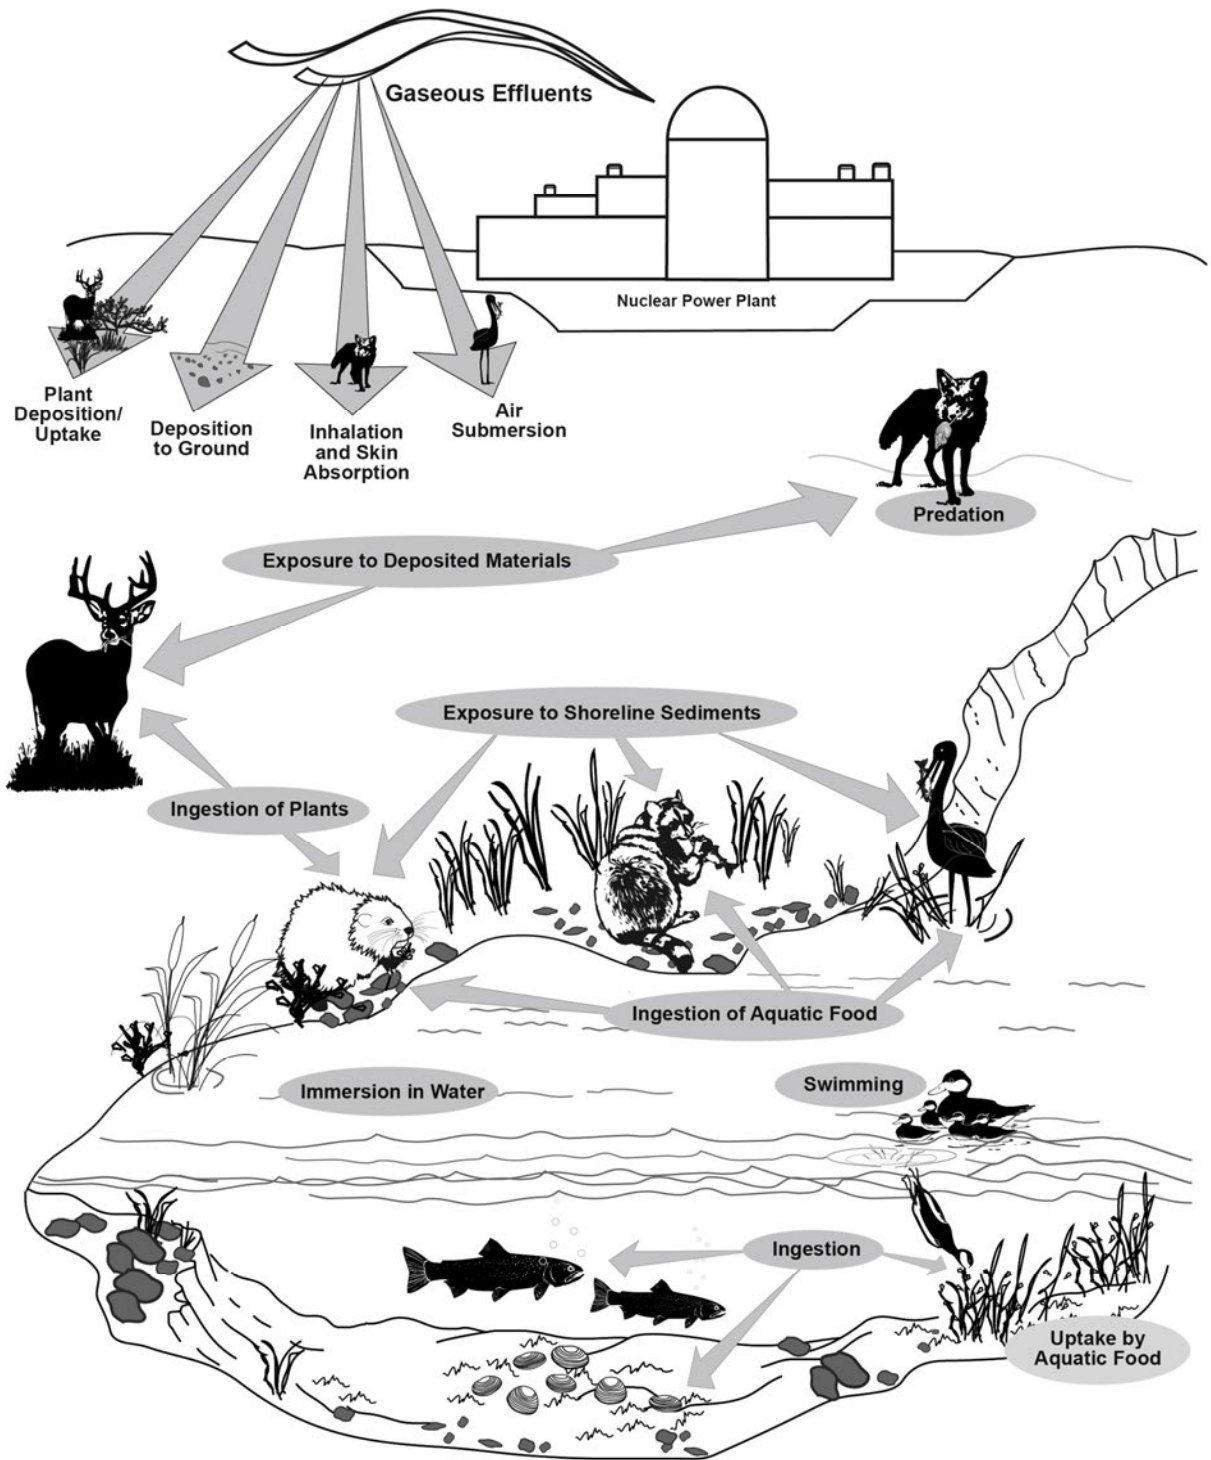 Gaseous Effluents
Nuclear Power Plant
Plant
Deposition/
Uptake
Deposition
to Ground
Inhalation
and Skin
Absorption
Air
Submersion
Predation
Exposure to Deposited Materials
Exposure to Shoreline Sediments
Ingestion of Plants
Ingestion of Aquatic Food
Immersion in Water
Swimming
Ingestion
Uptake by
Aquatic Food